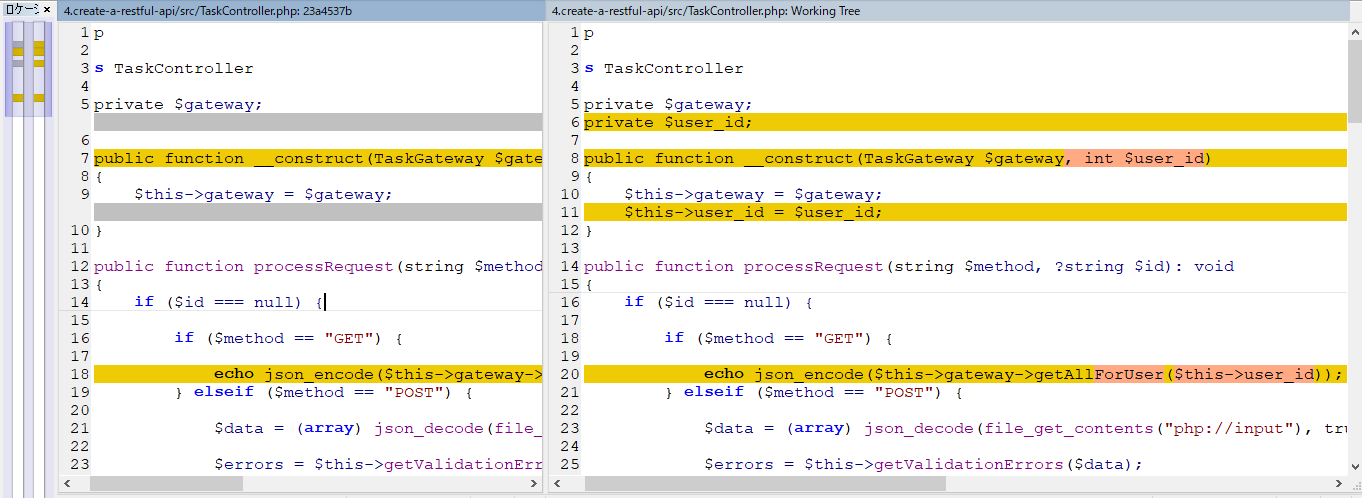 ロケーシ ×
4.create-a-restful-api/src/TaskController.php: 23a4537b
1 p
2
3 s TaskController
4
5 private $gateway;
6
7 public function __construct(TaskGateway $gate
8 {
9 $this->gateway = $gateway;
10 }
11
12 public function processRequest(string $method
13 {
14 if ($id === null) {
15
16 if ($method == "GET") {
17
18 echo json_encode($this->gateway->
19 } elseif ($method == "POST") {
20
21 $data = (array) json_decode(file_
22
23 $errors = $this->getValidationErr
4.create-a-restful-api/src/TaskController.php: Working Tree
1 p
2
3 s TaskController
4
5 private $gateway;
6 private $user_id;
7
8 public function __construct(TaskGateway $gateway, int $user_id)
9 {
10 $this->gateway = $gateway;
11 $this->user_id = $user_id;
12 }
13
14 public function processRequest(string $method, ?string $id): void
15 {
16 if ($id === null) {
17
18 if ($method == "GET") {
19
20 echo json_encode($this->gateway->getAllForUser($this->user_id));
21 } elseif ($method == "POST") {
22
23 $data = (array) json_decode(file_get_contents("php://input"), tru
24
25 $errors = $this->getValidationErrors($data);